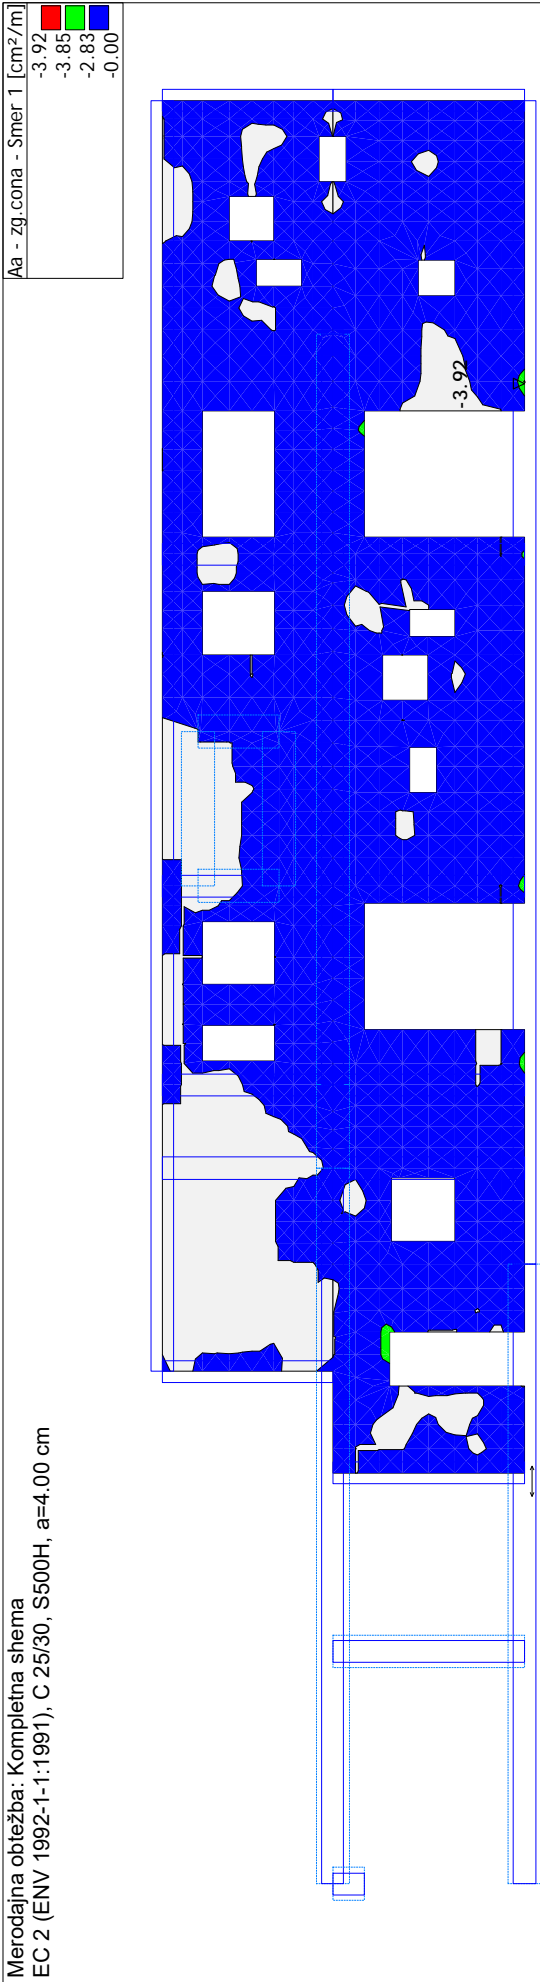 Merodajna obtežba: Kompletna shema
EC 2 (ENV 1992-1-1:1991), C 25/30, S500H, a=4.00 cm
Aa - zg.cona - Smer 1 [cm²/m]
-3.92
-3.85
-2.83
-0.00
-3.92